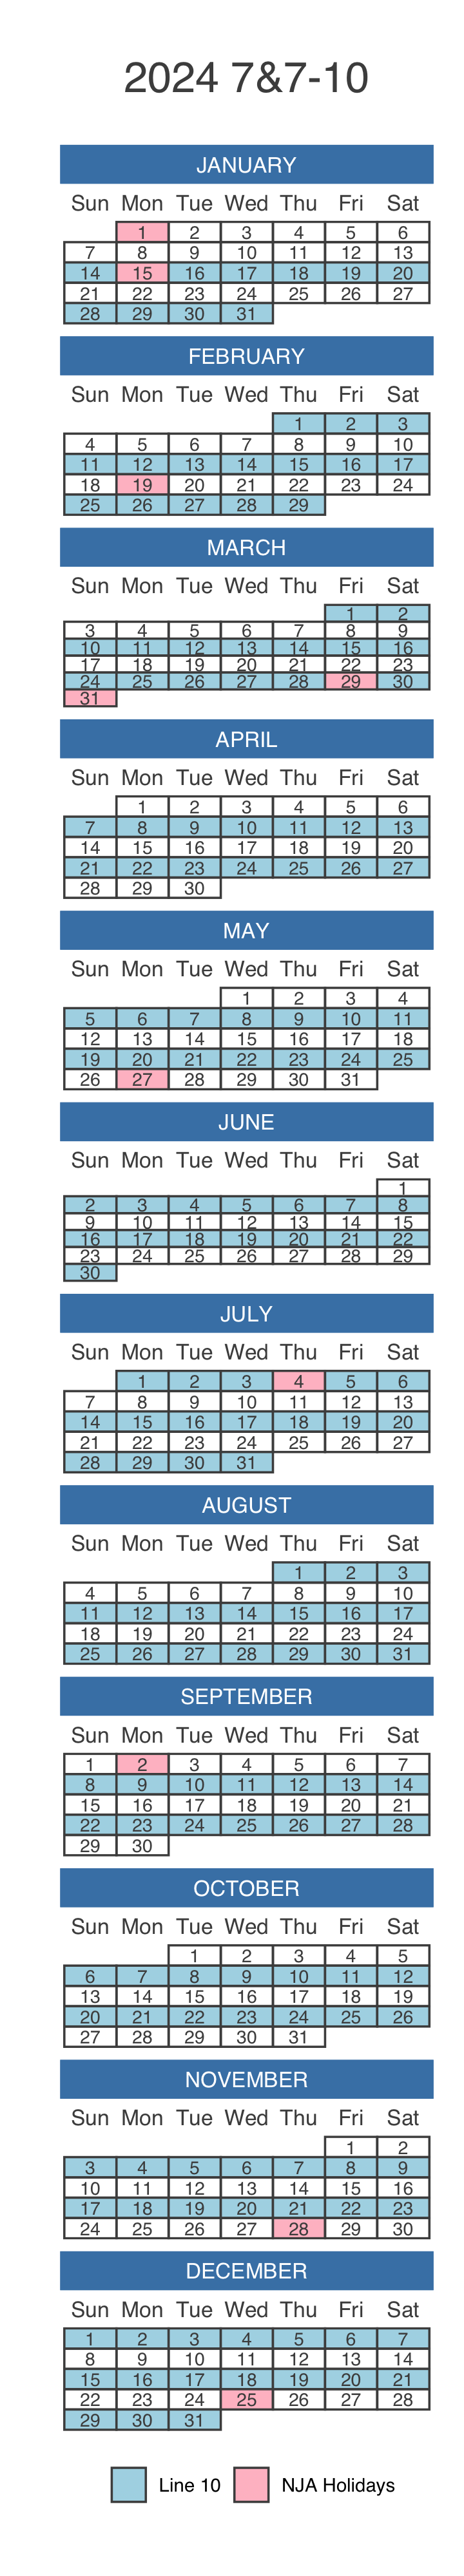 2024 7&7-10
JANUARY
Sun Mon Tue Wed Thu Fri Sat
1 2 3 4 5 6
7 8 9 10 11 12 13
14 15 16 17 18 19 20
21 22 23 24 25 26 27
28 29 30 31
FEBRUARY
Sun Mon Tue Wed Thu Fri Sat
1 2 3
4 5 6 7 8 9 10
11 12 13 14 15 16 17
18 19 20 21 22 23 24
25 26 27 28 29
MARCH
Sun Mon Tue Wed Thu Fri Sat
1 2
3 4 5 6 7 8 9
10 11 12 13 14 15 16
17 18 19 20 21 22 23
24 25 26 27 28 29 30
31
APRIL
Sun Mon Tue Wed Thu Fri Sat
1 2 3 4 5 6
7 8 9 10 11 12 13
14 15 16 17 18 19 20
21 22 23 24 25 26 27
28 29 30
MAY
Sun Mon Tue Wed Thu Fri Sat
1 2 3 4
5 6 7 8 9 10 11
12 13 14 15 16 17 18
19 20 21 22 23 24 25
26 27 28 29 30 31
JUNE
Sun Mon Tue Wed Thu Fri Sat
1
2 3 4 5 6 7 8
9 10 11 12 13 14 15
16 17 18 19 20 21 22
23 24 25 26 27 28 29
30
JULY
Sun Mon Tue Wed Thu Fri Sat
1 2 3 4 5 6
7 8 9 10 11 12 13
14 15 16 17 18 19 20
21 22 23 24 25 26 27
28 29 30 31
AUGUST
Sun Mon Tue Wed Thu Fri Sat
1 2 3
4 5 6 7 8 9 10
11 12 13 14 15 16 17
18 19 20 21 22 23 24
25 26 27 28 29 30 31
SEPTEMBER
Sun Mon Tue Wed Thu Fri Sat
1 2 3 4 5 6 7
8 9 10 11 12 13 14
15 16 17 18 19 20 21
22 23 24 25 26 27 28
29 30
OCTOBER
Sun Mon Tue Wed Thu Fri Sat
1 2 3 4 5
6 7 8 9 10 11 12
13 14 15 16 17 18 19
20 21 22 23 24 25 26
27 28 29 30 31
NOVEMBER
Sun Mon Tue Wed Thu Fri Sat
1 2
3 4 5 6 7 8 9
10 11 12 13 14 15 16
17 18 19 20 21 22 23
24 25 26 27 28 29 30
DECEMBER
Sun Mon Tue Wed Thu Fri Sat
1 2 3 4 5 6 7
8 9 10 11 12 13 14
15 16 17 18 19 20 21
22 23 24 25 26 27 28
29 30 31
Line 10 NJA Holidays